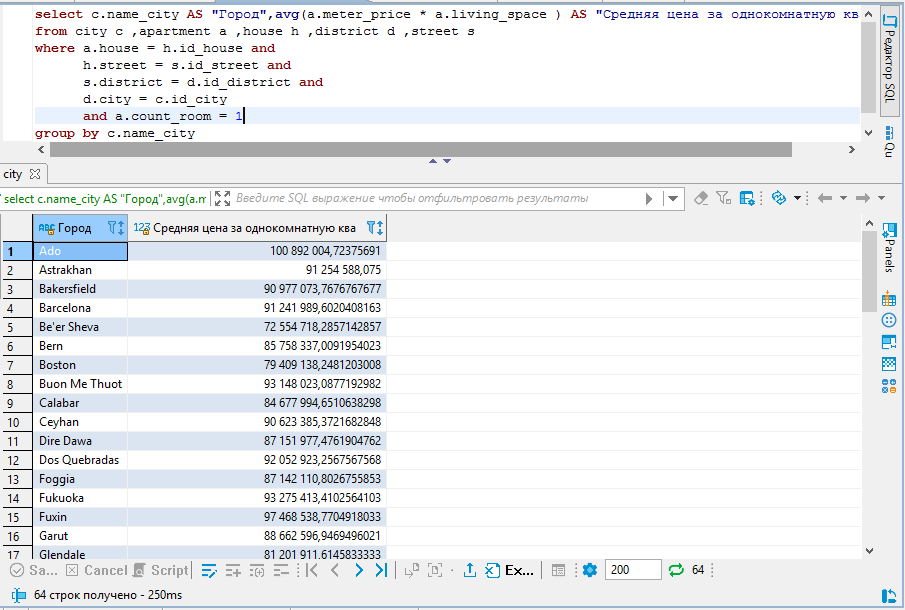 select c.name_city AS "Город",avg(a.meter_price * a.living_space ) AS "Средняя цена за однокомнатную кв
from city c ,apartment a ,house h ,district d ,street s
where a.house = h.id_house and
h.street = s.id_street and
s.district = d.id_district and
d.city = c.id_city
and a.count_room = 1
group by c.name_city
Редактор SQL
Qu
city
select c.name_city AS "Город",avg(a.m
Введите SQL выражение чтобы отфильтровать результаты
Город 123 Средняя цена за однокомнатную ква
1 Ado 100 892 004,72375691
2 Astrakhan 91 254 588,075
3 Bakersfield 90 977 073,7676767677
4 Barcelona 91 241 989,6020408163
5 Be'er Sheva 72 554 718,2857142857
6 Bern 85 758 337,0091954023
7 Boston 79 409 138,2481203008
8 Buon Me Thuot 93 148 023,0877192982
9 Calabar 84 677 994,6510638298
10 Ceyhan 90 623 385,3721682848
11 Dire Dawa 87 151 977,4761904762
12 Dos Quebradas 92 052 923,2567567568
13 Foggia 87 142 110,8026755853
14 Fukuoka 93 275 413,4102564103
15 Fuxin 97 468 538,7704918033
16 Garut 88 662 596,9469496021
17 Glendale 81 201 911,6145833333
Panels
Sa... Cancel Script Ex... 200 64
64 строк получено - 250ms